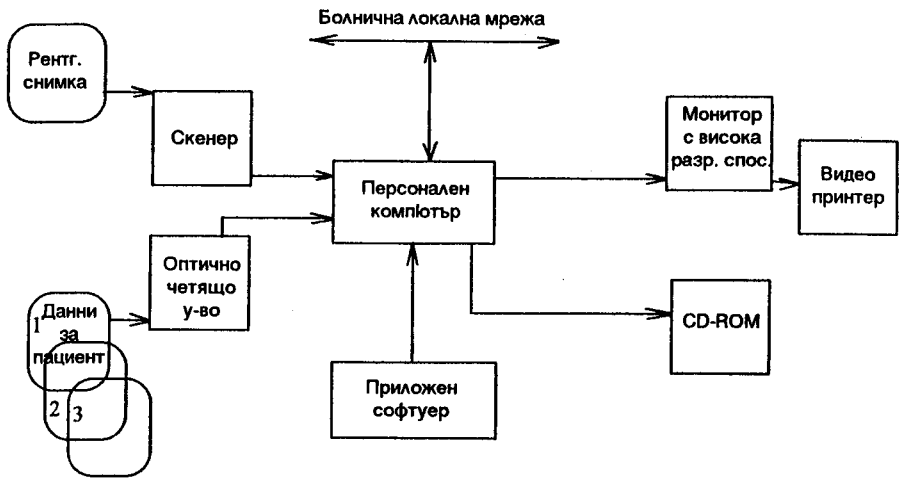 Болнична локална мрежа
Рентг.
снимка
Скенер
Монитор
с висока
разр. спос.
Видео
принтер
Персонален
компютър
Оптично
четящо
у-во
1 Данни
за
пациент
2 3
CD-ROM
Приложен
софтуер